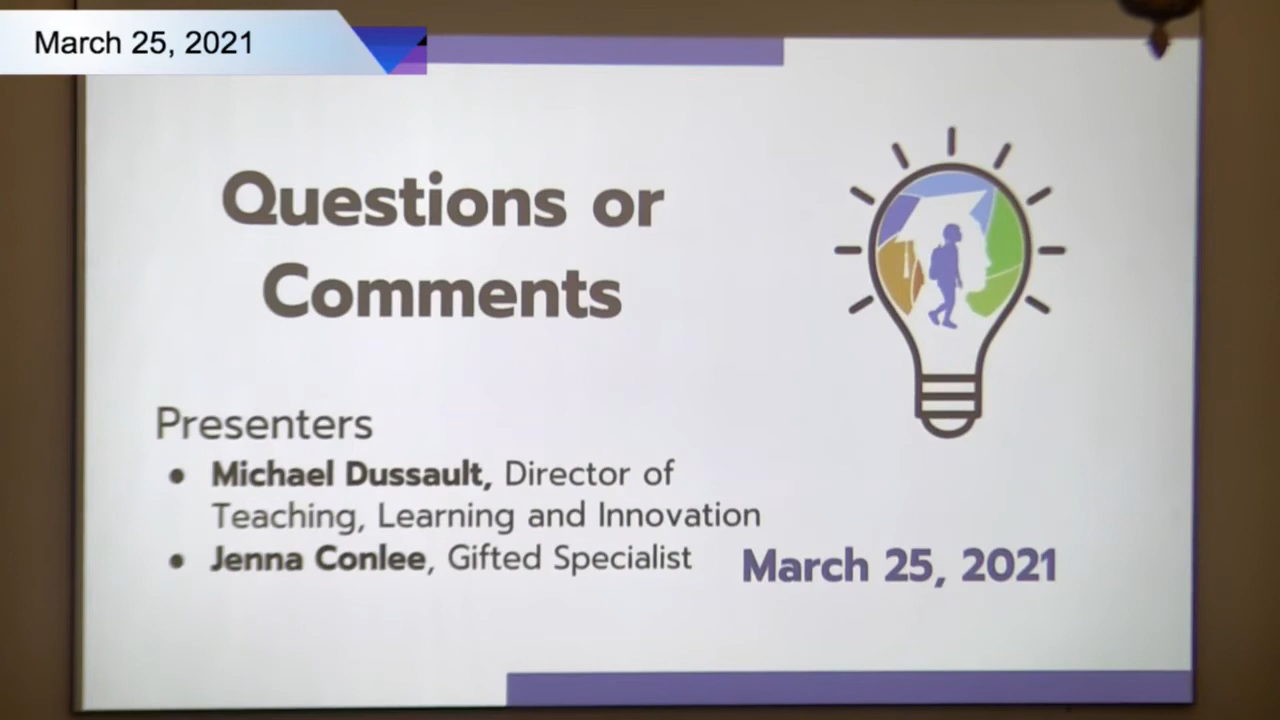 March 25, 2021
Questions or
Comments
Presenters
● Michael Dussault, Director of
Teaching, Learning and Innovation
● Jenna Conlee, Gifted Specialist
March 25, 2021